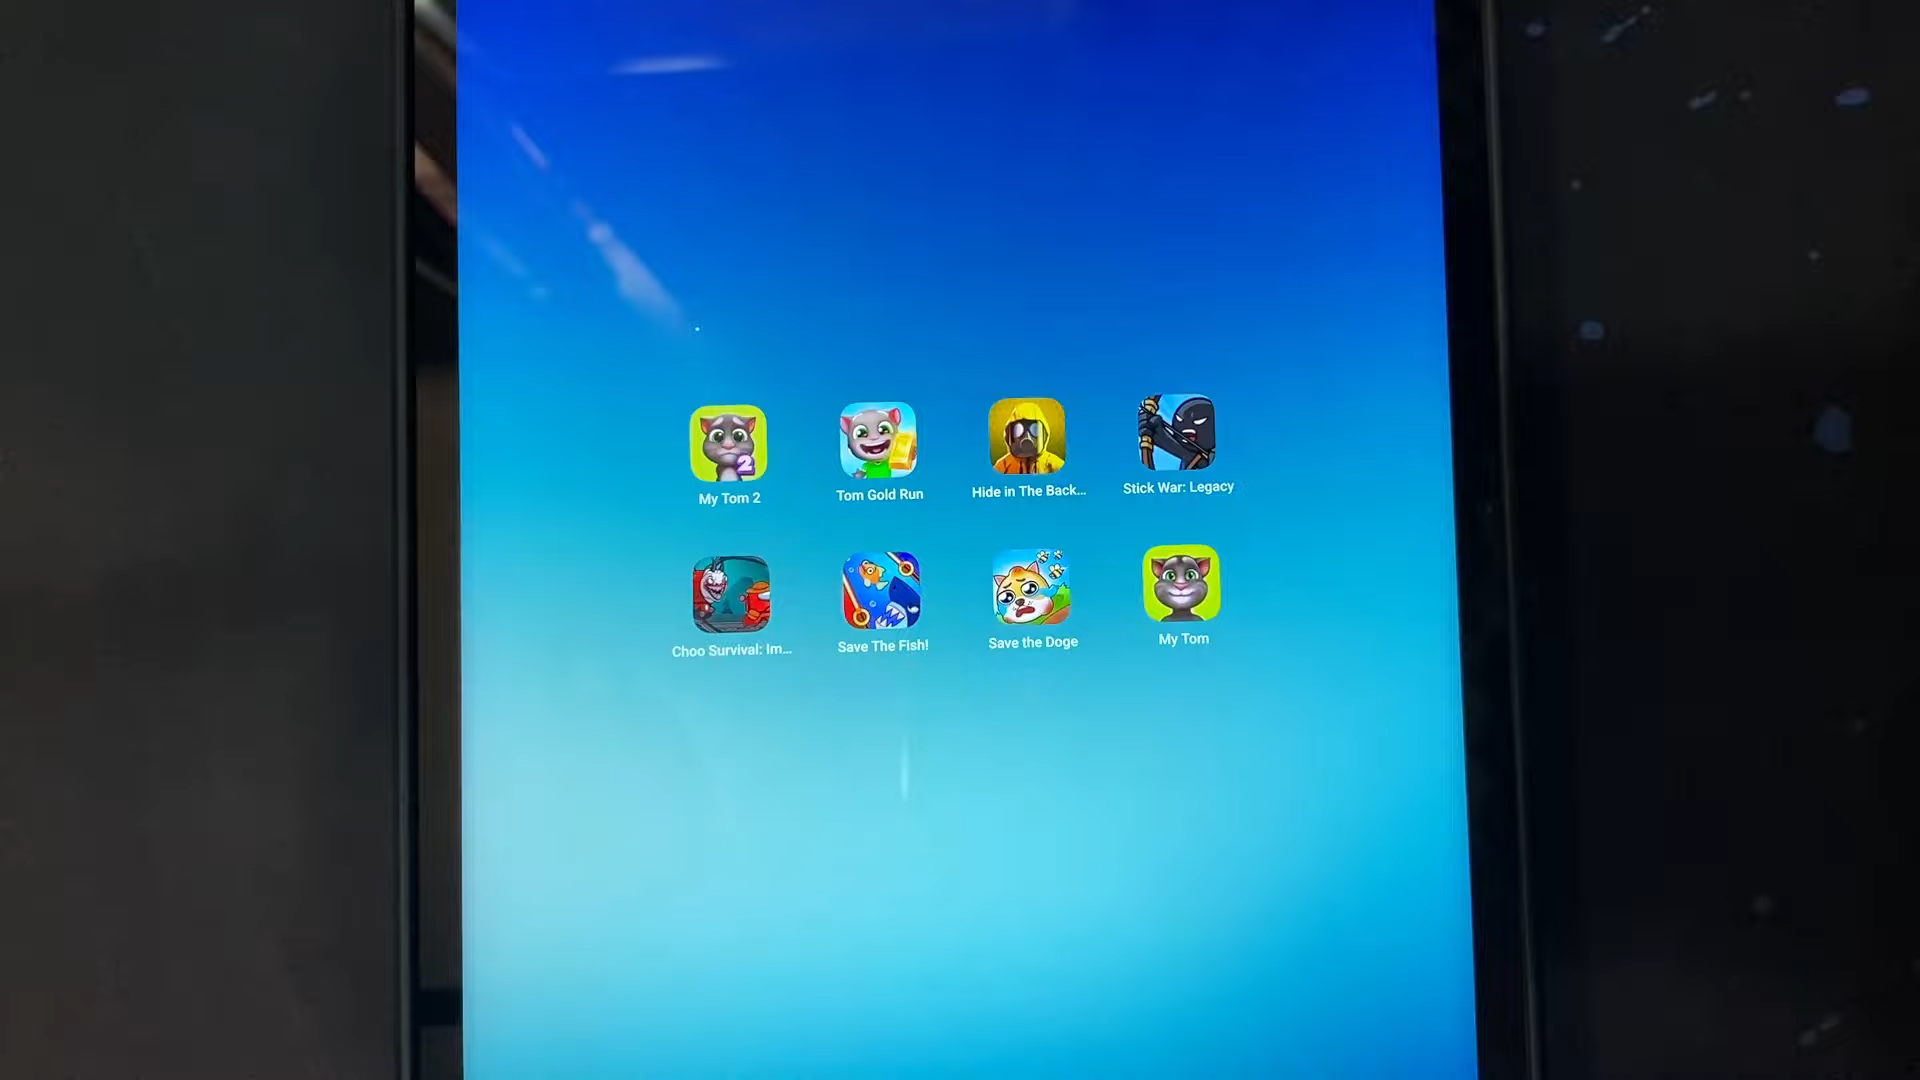 2
My Tom 2
Tom Gold Run
Hide in The Back...
Stick War: Legacy
Choo Survival: Im...
Save The Fish!
Save the Doge
My Tom